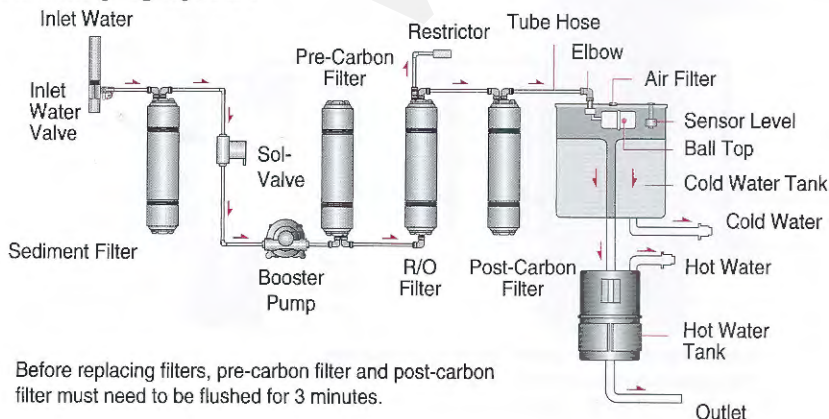 Inlet Water
Inlet
Water
Valve
Sediment Filter
Sol-
Valve
Booster
Pump
Pre-Carbon
Filter
Restrictor
R/O
Filter
Tube Hose
Post-Carbon
Filter
Elbow
Air Filter
Sensor Level
Ball Top
Cold Water Tank
Cold Water
Hot Water
Hot Water
Tank
Outlet
Before replacing filters, pre-carbon filter and post-carbon
filter must need to be flushed for 3 minutes.